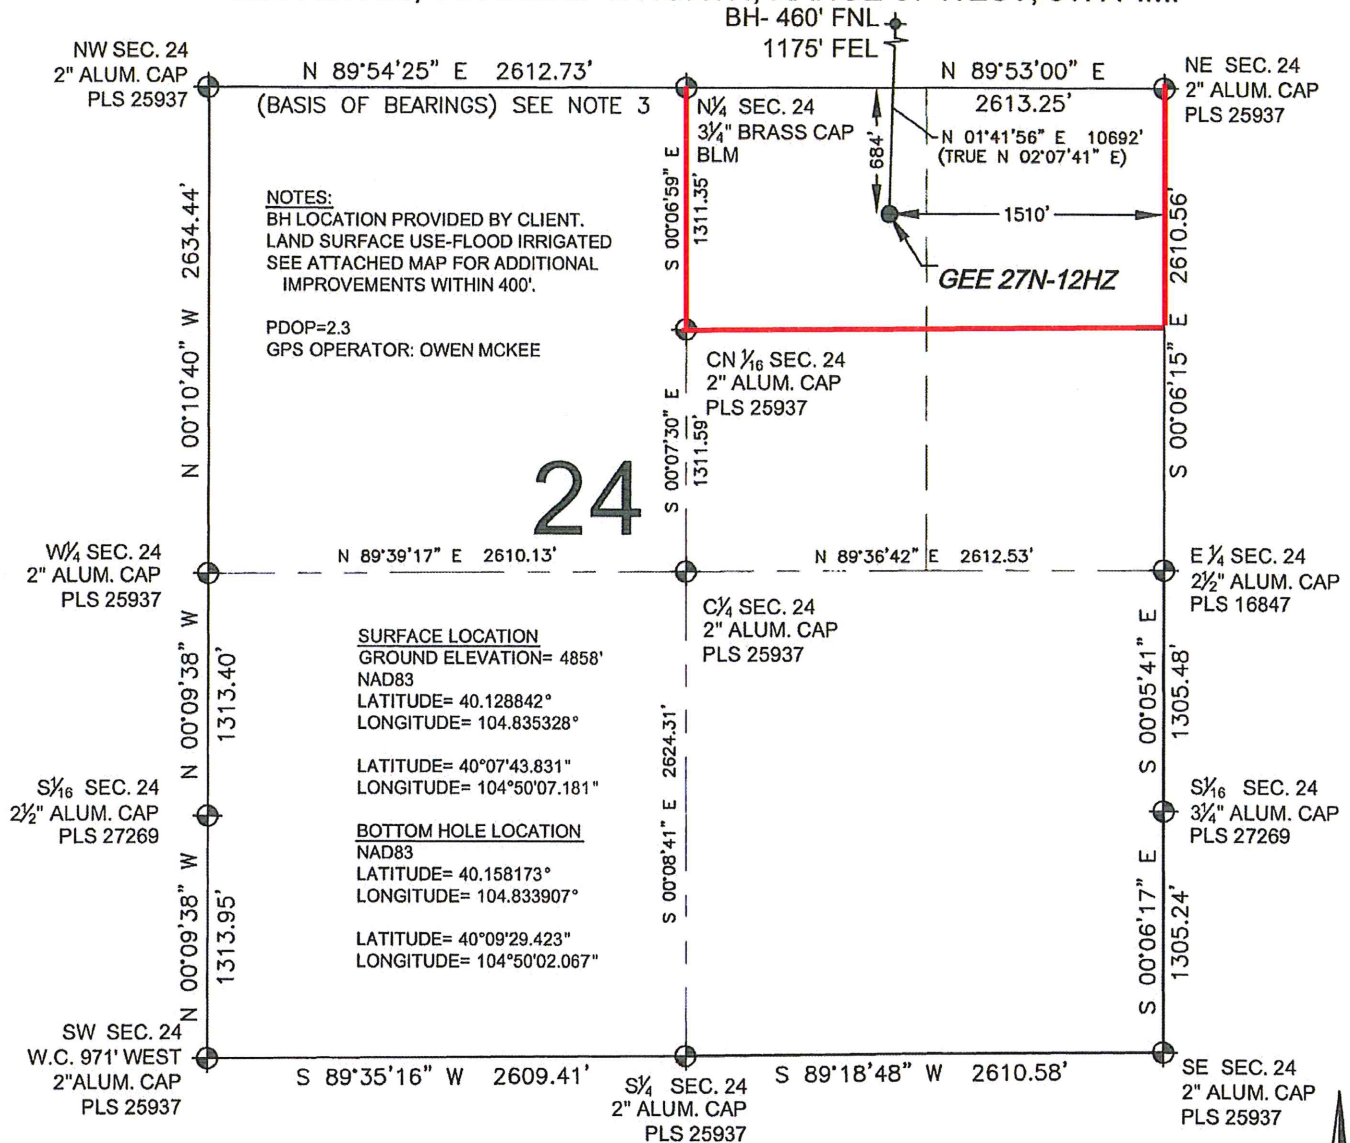 BH- 460' FNL
1175' FEL
NW SEC. 24
2" ALUM. CAP
PLS 25937
N 89°54'25" E 2612.73'
(BASIS OF BEARINGS) SEE NOTE 3
N 89°53'00" E
2613.25'
NE SEC. 24
2" ALUM. CAP
PLS 25937
N¼ SEC. 24
3¼" BRASS CAP
BLM
684'
N 01°41'56" E 10692'
(TRUE N 02°07'41" E)
S 00°06'59" E
1311.35'
1510'
GEE 27N-12HZ
N 00°10'40" W 2634.44'
NOTES:
BH LOCATION PROVIDED BY CLIENT.
LAND SURFACE USE-FLOOD IRRIGATED
SEE ATTACHED MAP FOR ADDITIONAL
IMPROVEMENTS WITHIN 400'.
PDOP=2.3
GPS OPERATOR: OWEN MCKEE
S 00°06'15" E 2610.56'
CN 1/16 SEC. 24
2" ALUM. CAP
PLS 25937
S 00°07'30" E
1311.59'
24
W¼ SEC. 24
2" ALUM. CAP
PLS 25937
N 89°39'17" E 2610.13'
N 89°36'42" E 2612.53'
E ¼ SEC. 24
2½" ALUM. CAP
PLS 16847
C¼ SEC. 24
2" ALUM. CAP
PLS 25937
N 00°09'38" W
1313.40'
SURFACE LOCATION
GROUND ELEVATION= 4858'
NAD83
LATITUDE= 40.128842°
LONGITUDE= 104.835328°
LATITUDE= 40°07'43.831"
LONGITUDE= 104°50'07.181"
BOTTOM HOLE LOCATION
NAD83
LATITUDE= 40.158173°
LONGITUDE= 104.833907°
LATITUDE= 40°09'29.423"
LONGITUDE= 104°50'02.067"
S 00°08'41" E 2624.31'
S 00°05'41" E
1305.48'
S1/16 SEC. 24
2½" ALUM. CAP
PLS 27269
S1/16 SEC. 24
3¼" ALUM. CAP
PLS 27269
N 00°09'38" W
1313.95'
S 00°06'17" E
1305.24'
SW SEC. 24
W.C. 971' WEST
2"ALUM. CAP
PLS 25937
S 89°35'16" W 2609.41'
S¼ SEC. 24
2" ALUM. CAP
PLS 25937
S 89°18'48" W 2610.58'
SE SEC. 24
2" ALUM. CAP
PLS 25937